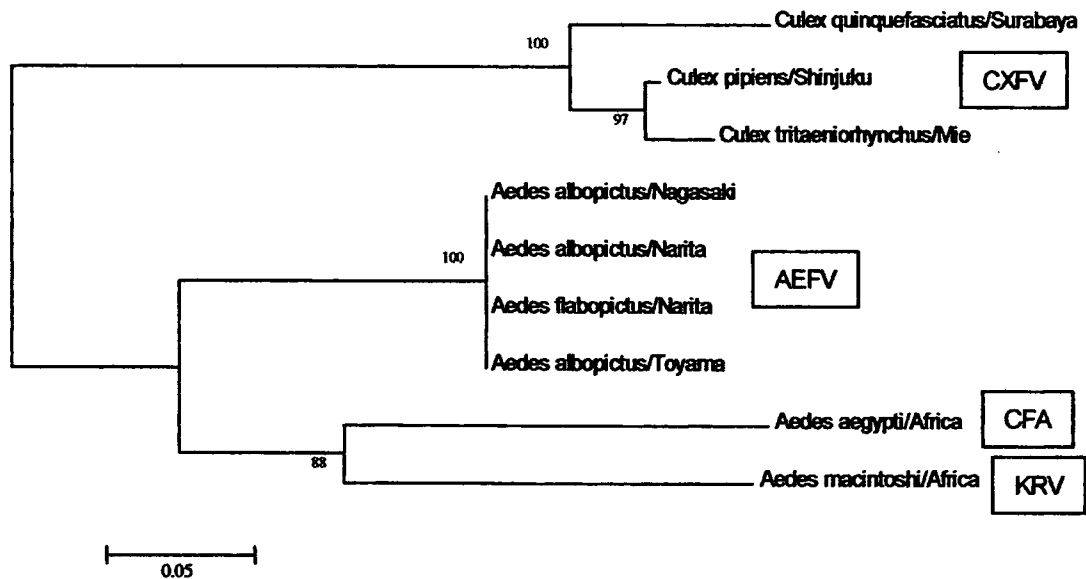 Culex quinquefasciatus/Surabaya
100
Culex pipiens/Shinjuku
CXFV
97
Culex tritaeniorhynchus/Mie
Aedes albopictus/Nagasaki
Aedes albopictus/Narita
100
AEFV
Aedes flabopictus/Narita
Aedes albopictus/Toyama
Aedes aegypti/Africa
CFA
88
Aedes macintoshi/Africa
KRV
0.05